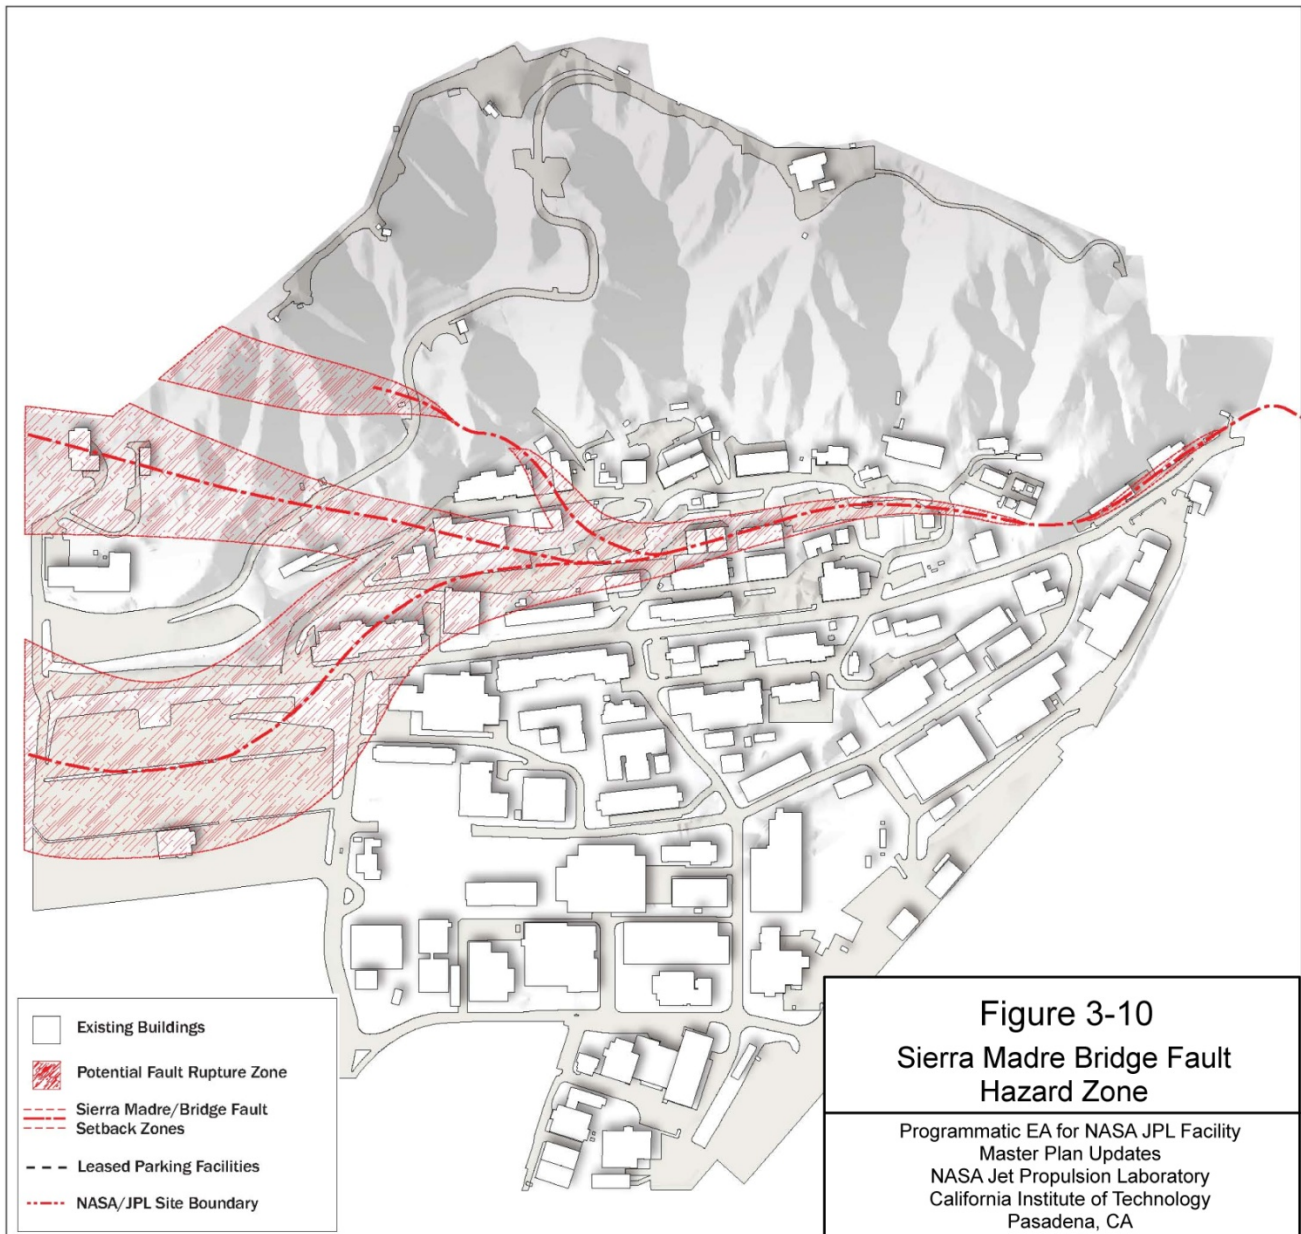 Existing Buildings
Potential Fault Rupture Zone
Sierra Madre/Bridge Fault
Setback Zones
Leased Parking Facilities
NASA/JPL Site Boundary
Figure 3-10
Sierra Madre Bridge Fault
Hazard Zone
Programmatic EA for NASA JPL Facility
Master Plan Updates
NASA Jet Propulsion Laboratory
California Institute of Technology
Pasadena, CA